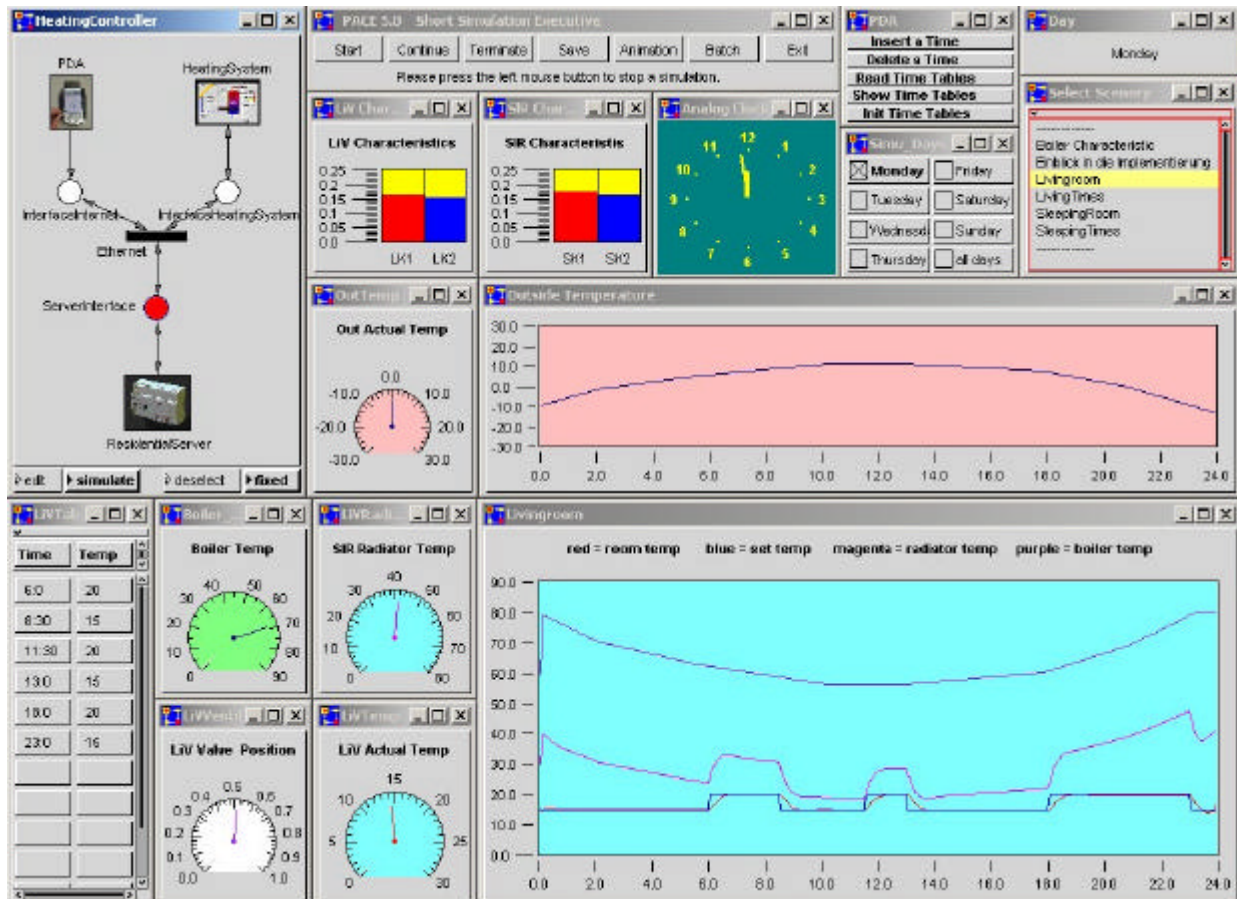 HeatingController
PDA
HeatingSystem
InterfaceInternet
InterfaceHeatingSystem
Ethernet
ServerInterface
ResidentialServer
edit
simulate
deselect
fixed
PACE 5.0 Short Simulation Executive
Start Continue Terminate Save Animation Batch Exit
Please press the left mouse button to stop a simulation.
LiV Char
LiV Characteristics
0.25
0.2
0.15
0.1
0.05
0.0
LK1 LK2
SIR Char
SIR Characteristis
0.25
0.2
0.15
0.1
0.05
0.0
SK1 SK2
Analog Clock
12
11 1
10 2
9 3
8 4
7 5
6
PDA
Insert a Time
Delete a Time
Read Time Tables
Show Time Tables
Init Time Tables
Simu_Days
Monday Friday
Tuesday Saturday
Wednesd Sunday
Thursday all days
Day
Monday
Select Scenery
----------------
Boiler Characteristic
Einblick in die Implementierung
Livingroom
LivingTimes
SleepingRoom
SleepingTimes
----------------
OutTemp
Out Actual Temp
0.0
-10.0 10.0
-20.0 20.0
-30.0 30.0
Outside Temperature
30.0
20.0
10.0
0.0
-10.0
-20.0
-30.0
0.0 2.0 4.0 6.0 8.0 10.0 12.0 14.0 16.0 18.0 20.0 22.0 24.0
LIVTa
Time Temp
6:0 20
8:30 15
11:30 20
13:0 15
18:0 20
23:0 15
Boiler
Boiler Temp
40 50
30 60
20 70
10 80
0 90
LIVRadi
SIR Radiator Temp
40
30 50
20 60
10 70
0 80
LiV Value Position
0.5
0.4 0.6
0.3 0.7
0.2 0.8
0.1 0.9
0.0 1.0
LiVTemp
LiV Actual Temp
15
10 20
5 25
0 30
Livingroom
red = room temp blue = set temp magenta = radiator temp purple = boiler temp
90.0
80.0
70.0
60.0
50.0
40.0
30.0
20.0
10.0
0.0
0.0 2.0 4.0 6.0 8.0 10.0 12.0 14.0 16.0 18.0 20.0 22.0 24.0